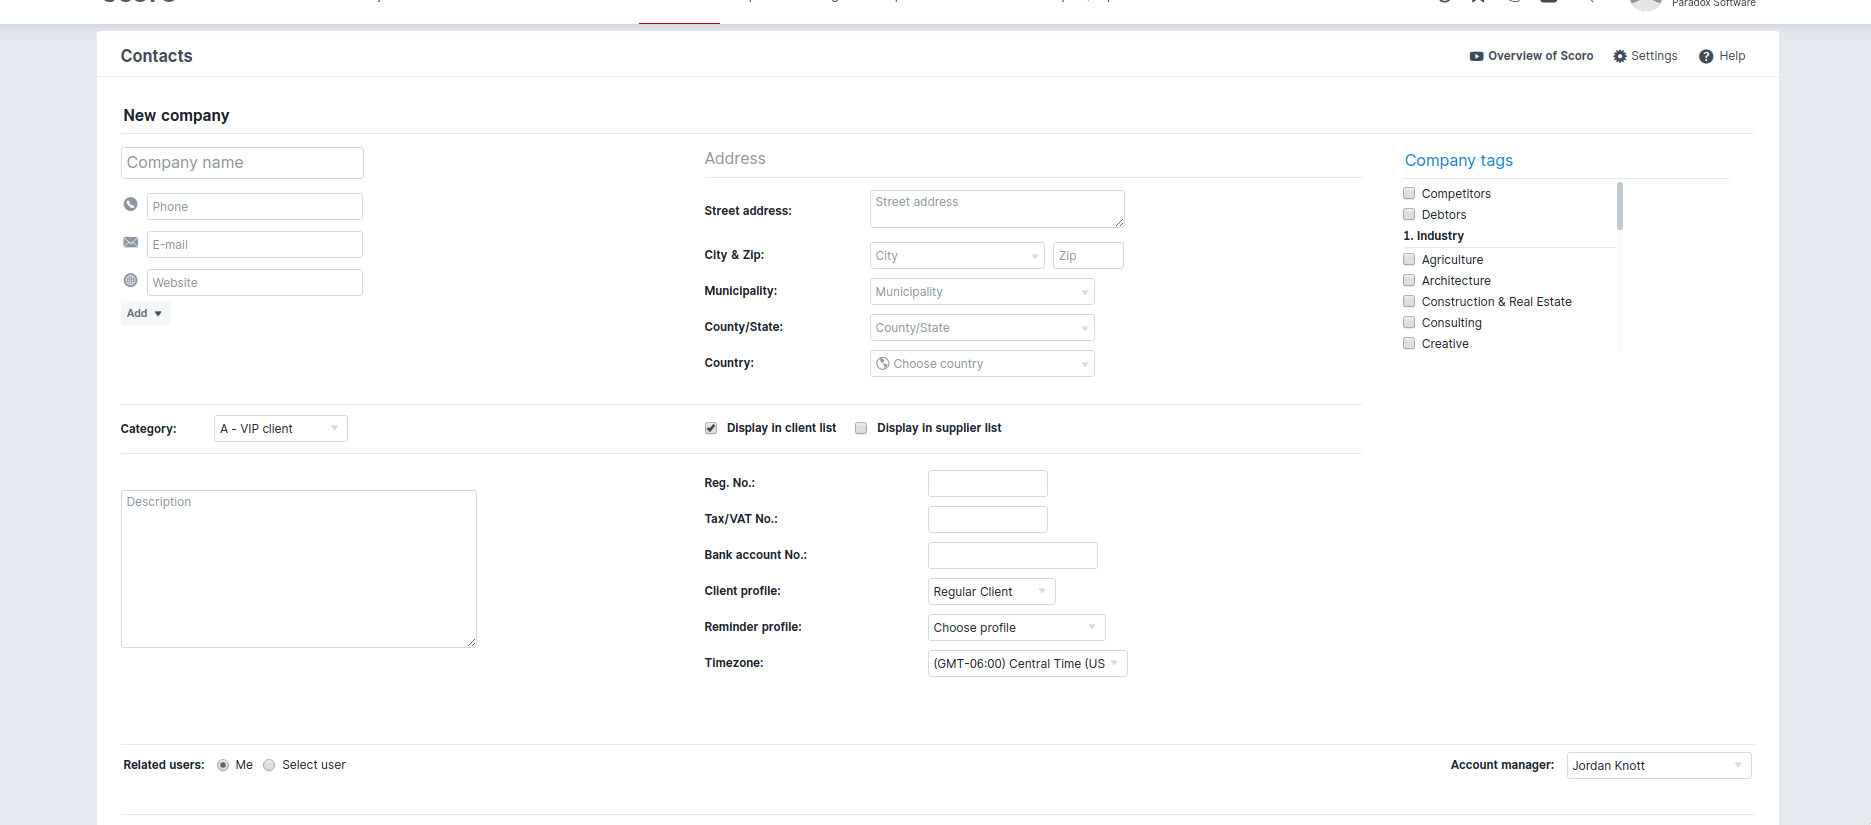 Paradox Software
Contacts
Overview of Scoro
Settings
Help
New company
Company name
Phone
E-mail
Website
Add
Address
Street address:
Street address
City & Zip:
City
Zip
Municipality:
Municipality
County/State:
County/State
Country:
Choose country
Company tags
Competitors
Debtors
1. Industry
Agriculture
Architecture
Construction & Real Estate
Consulting
Creative
Category:
A - VIP client
Display in client list
Display in supplier list
Description
Reg. No.:
Tax/VAT No.:
Bank account No.:
Client profile:
Regular Client
Reminder profile:
Choose profile
Timezone:
(GMT-06:00) Central Time (US
Related users:
Me
Select user
Account manager:
Jordan Knott